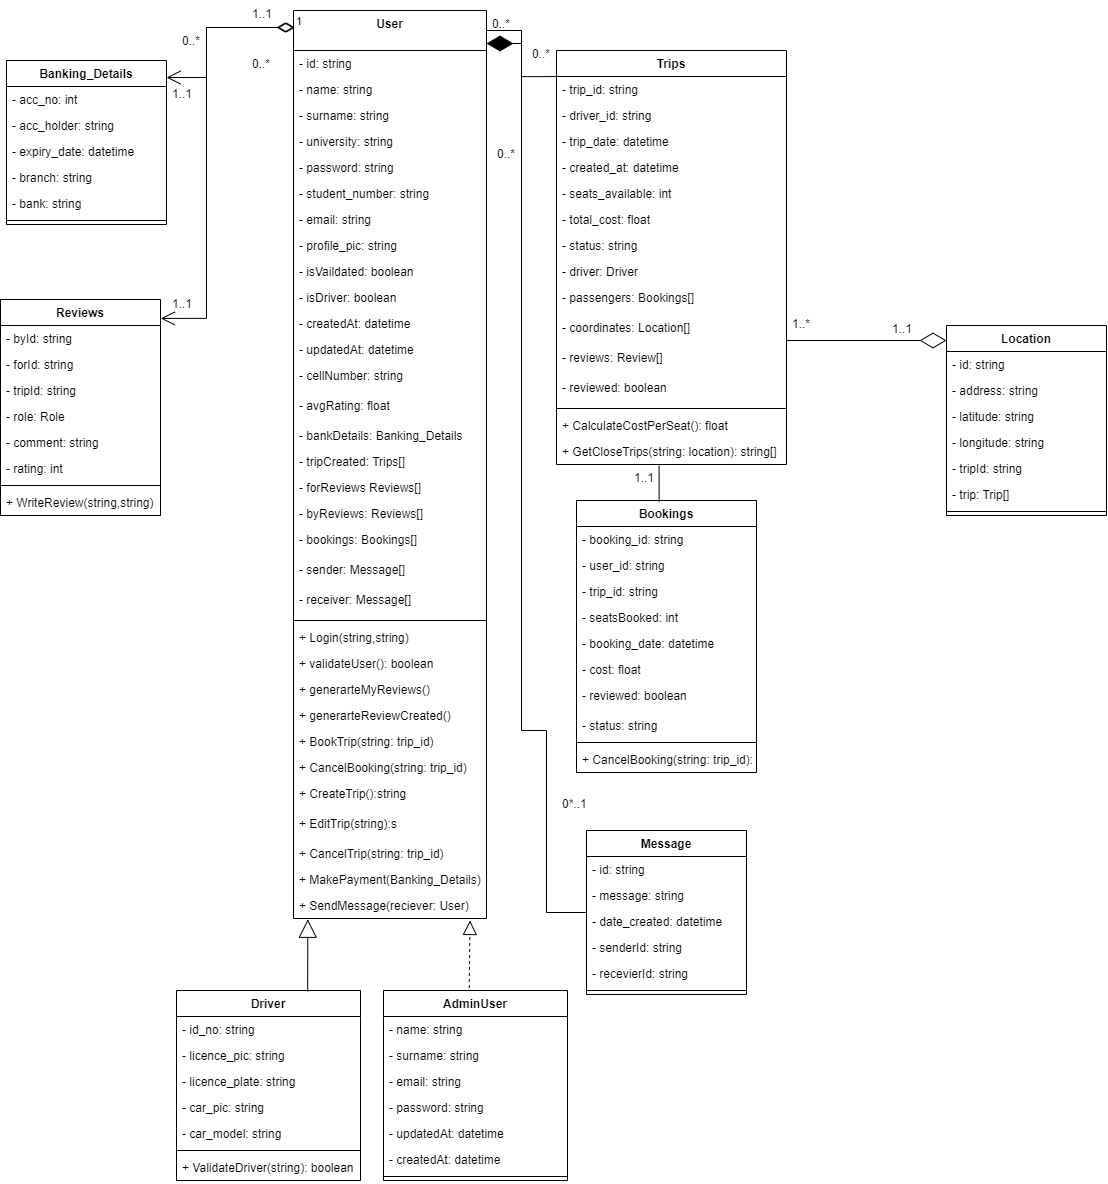 1..1
1
User
0..*
0..*
0..*
0..*
Banking_Details
- acc_no: int
- acc_holder: string
- expiry_date: datetime
- branch: string
- bank: string
1..1
- id: string
- name: string
- surname: string
- university: string
- password: string
- student_number: string
- email: string
- profile_pic: string
- isVaildated: boolean
- isDriver: boolean
- createdAt: datetime
- updatedAt: datetime
- cellNumber: string
- avgRating: float
- bankDetails: Banking_Details
- tripCreated: Trips[]
- forReviews Reviews[]
- byReviews: Reviews[]
- bookings: Bookings[]
- sender: Message[]
- receiver: Message[]
+ Login(string,string)
+ validateUser(): boolean
+ generarteMyReviews()
+ generarteReviewCreated()
+ BookTrip(string: trip_id)
+ CancelBooking(string: trip_id)
+ CreateTrip():string
+ EditTrip(string):s
+ CancelTrip(string: trip_id)
+ MakePayment(Banking_Details)
+ SendMessage(reciever: User)
0..*
Trips
- trip_id: string
- driver_id: string
- trip_date: datetime
- created_at: datetime
- seats_available: int
- total_cost: float
- status: string
- driver: Driver
- passengers: Bookings[]
- coordinates: Location[]
- reviews: Review[]
- reviewed: boolean
+ CalculateCostPerSeat(): float
+ GetCloseTrips(string: location): string[]
1..1
Reviews
- byId: string
- forId: string
- tripId: string
- role: Role
- comment: string
- rating: int
+ WriteReview(string,string)
1..*
1..1
Location
- id: string
- address: string
- latitude: string
- longitude: string
- tripId: string
- trip: Trip[]
1..1
Bookings
- booking_id: string
- user_id: string
- trip_id: string
- seatsBooked: int
- booking_date: datetime
- cost: float
- reviewed: boolean
- status: string
+ CancelBooking(string: trip_id):
0*..1
Message
- id: string
- message: string
- date_created: datetime
- senderId: string
- recevierId: string
Driver
- id_no: string
- licence_pic: string
- licence_plate: string
- car_pic: string
- car_model: string
+ ValidateDriver(string): boolean
AdminUser
- name: string
- surname: string
- email: string
- password: string
- updatedAt: datetime
- createdAt: datetime